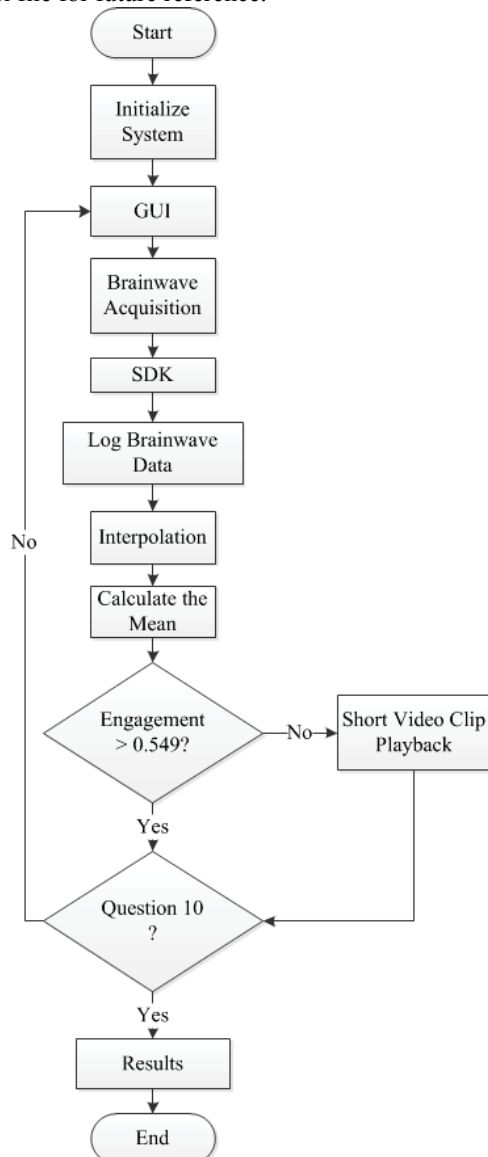 Start
Initialize
System
GUI
Brainwave
Acquisition
SDK
Log Brainwave
Data
Interpolation
No
Calculate the
Mean
Engagement
> 0.549?
No
Short Video Clip
Playback
Yes
Question 10
?
Yes
Results
End